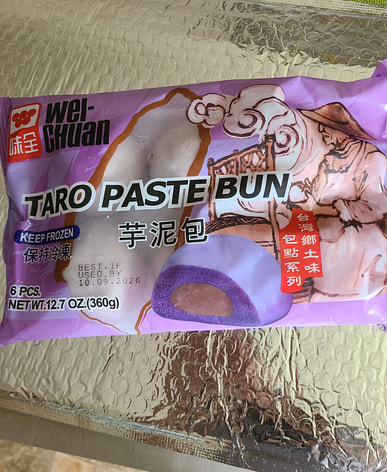 味全
WEI-
CHUAN
TARO PASTE BUN
KEEP FROZEN
保持冷凍
芋泥包
台灣鄉土味
包點系列
BEST IF
USED BY
10.09.2026
6 PCS.
NET WT.12.7 OZ.(360g)